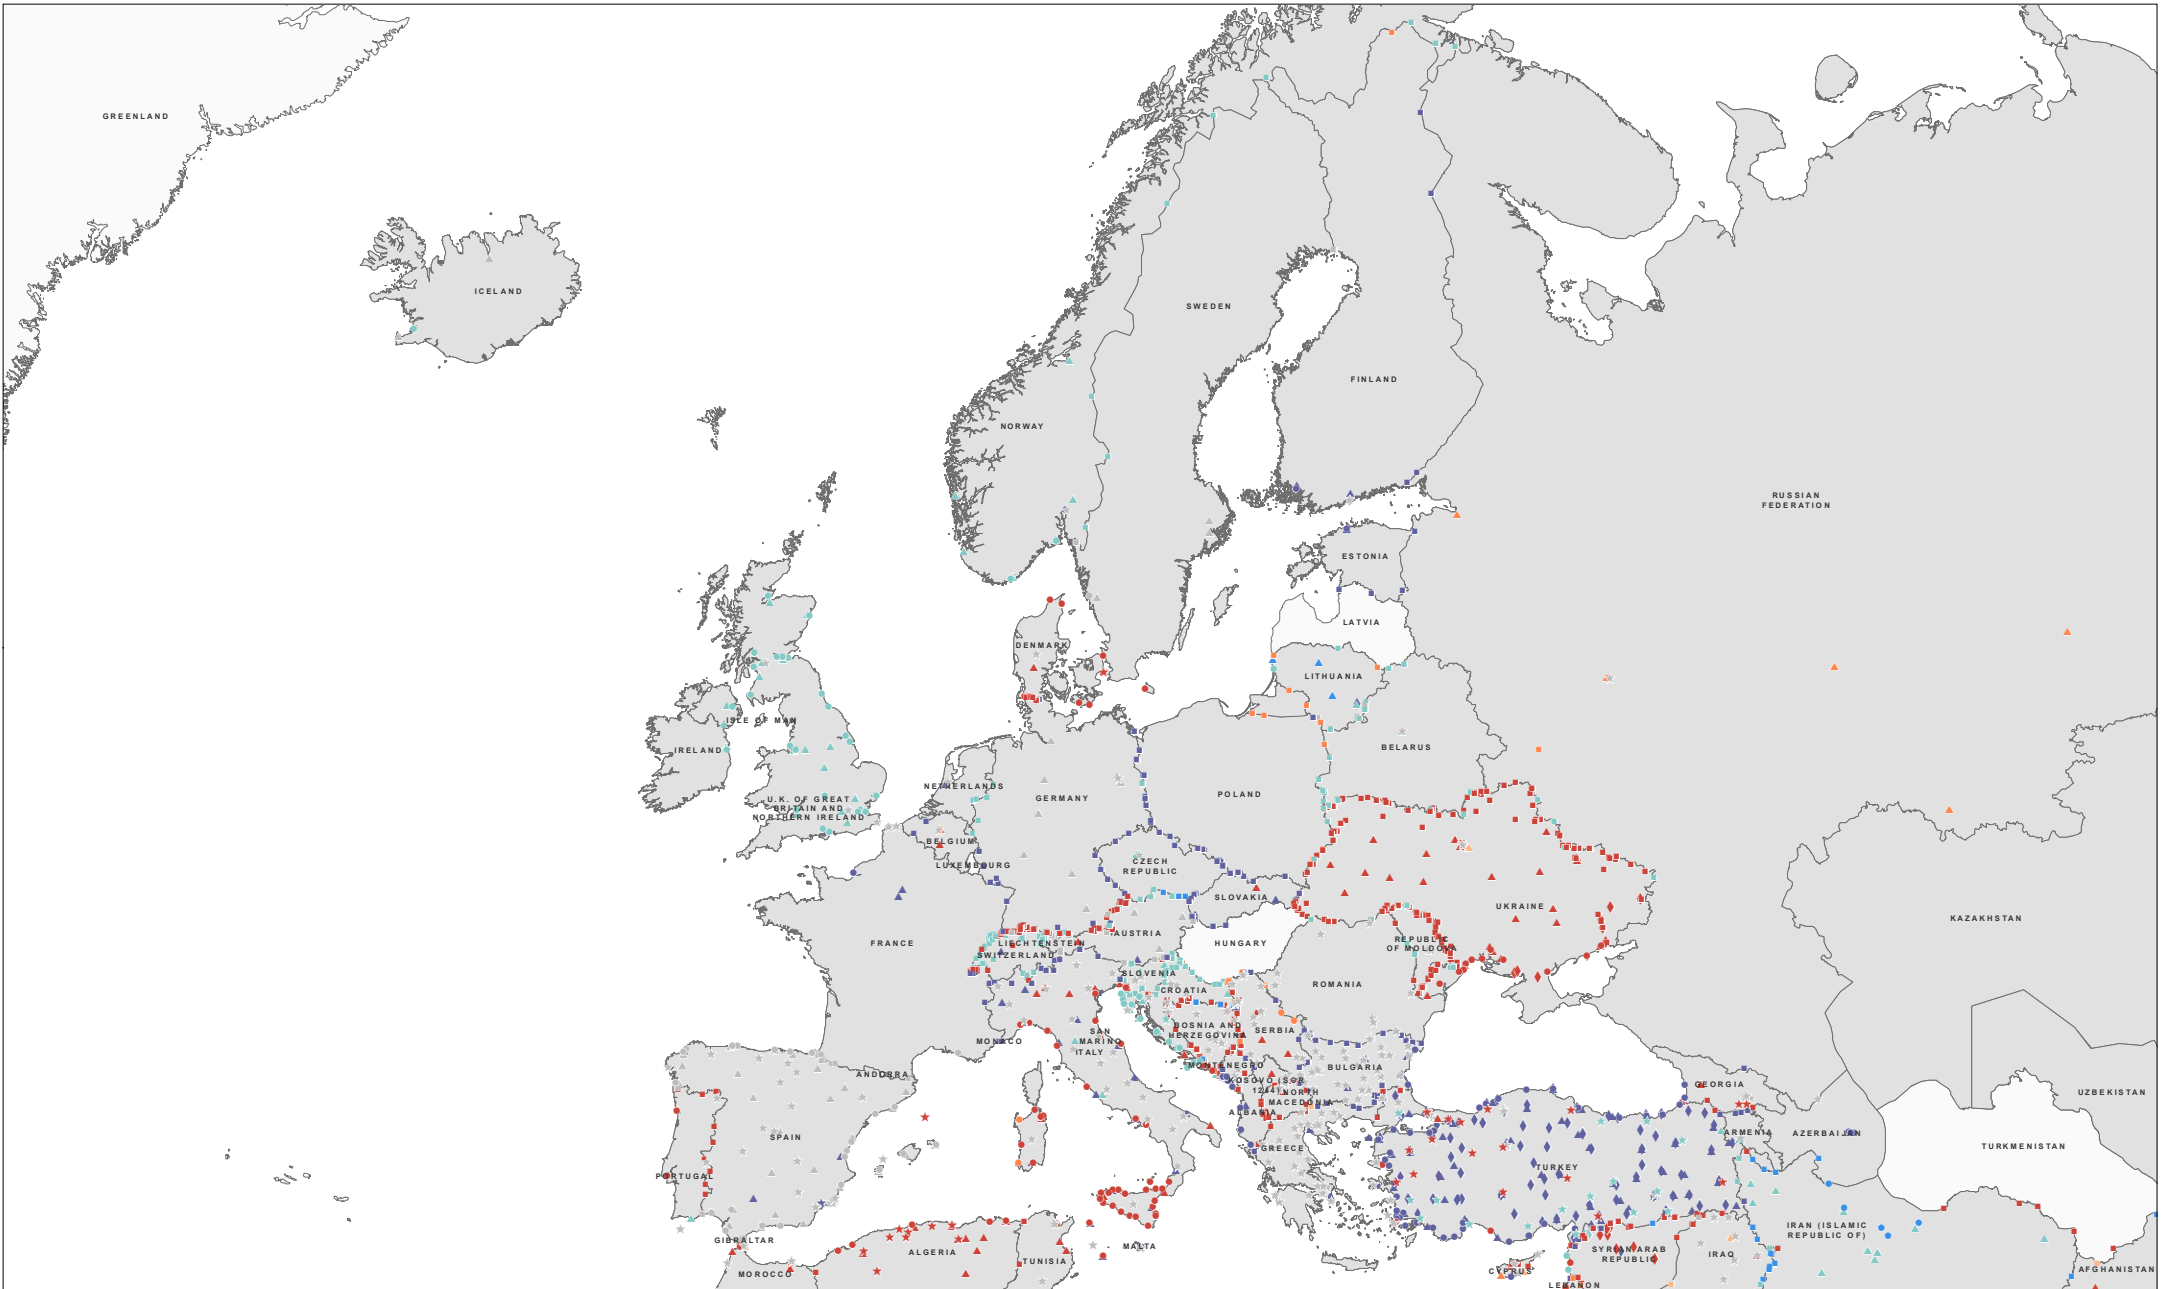 GREENLAND
ICELAND
SWEDEN
FINLAND
NORWAY
RUSSIAN
FEDERATION
ESTONIA
LATVIA
DENMARK
LITHUANIA
ISLE OF MAN
IRELAND
BELARUS
NETHERLANDS
GERMANY
POLAND
U.K. OF GREAT
BRITAIN AND
NORTHERN IRELAND
BELGIUM
LUXEMBOURG
CZECH
REPUBLIC
SLOVAKIA
UKRAINE
KAZAKHSTAN
FRANCE
AUSTRIA
HUNGARY
REPUBLIC
OF MOLDOVA
LIECHTENSTEIN
SWITZERLAND
SLOVENIA
CROATIA
ROMANIA
BOSNIA AND
HERZEGOVINA
SERBIA
SAN
MARINO
MONACO
ITALY
ANDORRA
MONTENEGRO
BULGARIA
KOSOVO (SCR
1244)
NORTH
MACEDONIA
ALBANIA
GEORGIA
UZBEKISTAN
SPAIN
ARMENIA
AZERBAIJAN
GREECE
TURKMENISTAN
PORTUGAL
TURKEY
GIBRALTAR
MALTA
ALGERIA
TUNISIA
IRAN (ISLAMIC
REPUBLIC OF)
SYRIAN ARAB
REPUBLIC
IRAQ
MOROCCO
CYPRUS
AFGHANISTAN
LEBANON